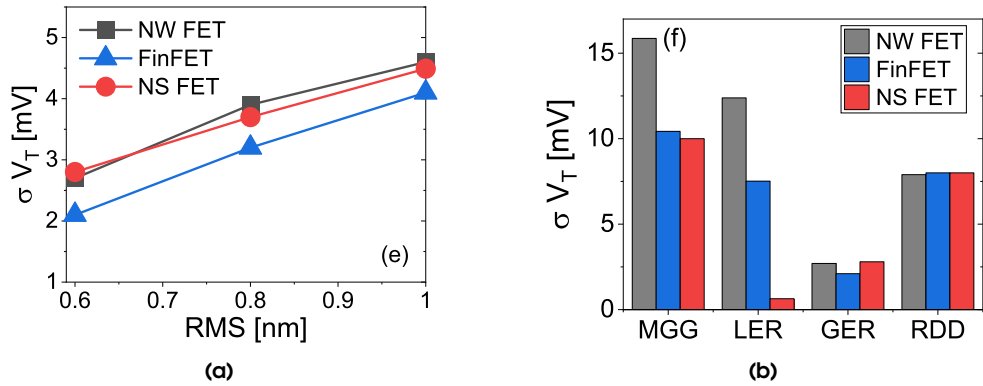 NW FET
FinFET
NS FET
σ V_T [mV]
5
4
3
2
1
0.6 0.7 0.8 0.9 1
RMS [nm]
(e)
(a)
(f)
NW FET
FinFET
NS FET
σ V_T [mV]
15
10
5
0
MGG LER GER RDD
(b)